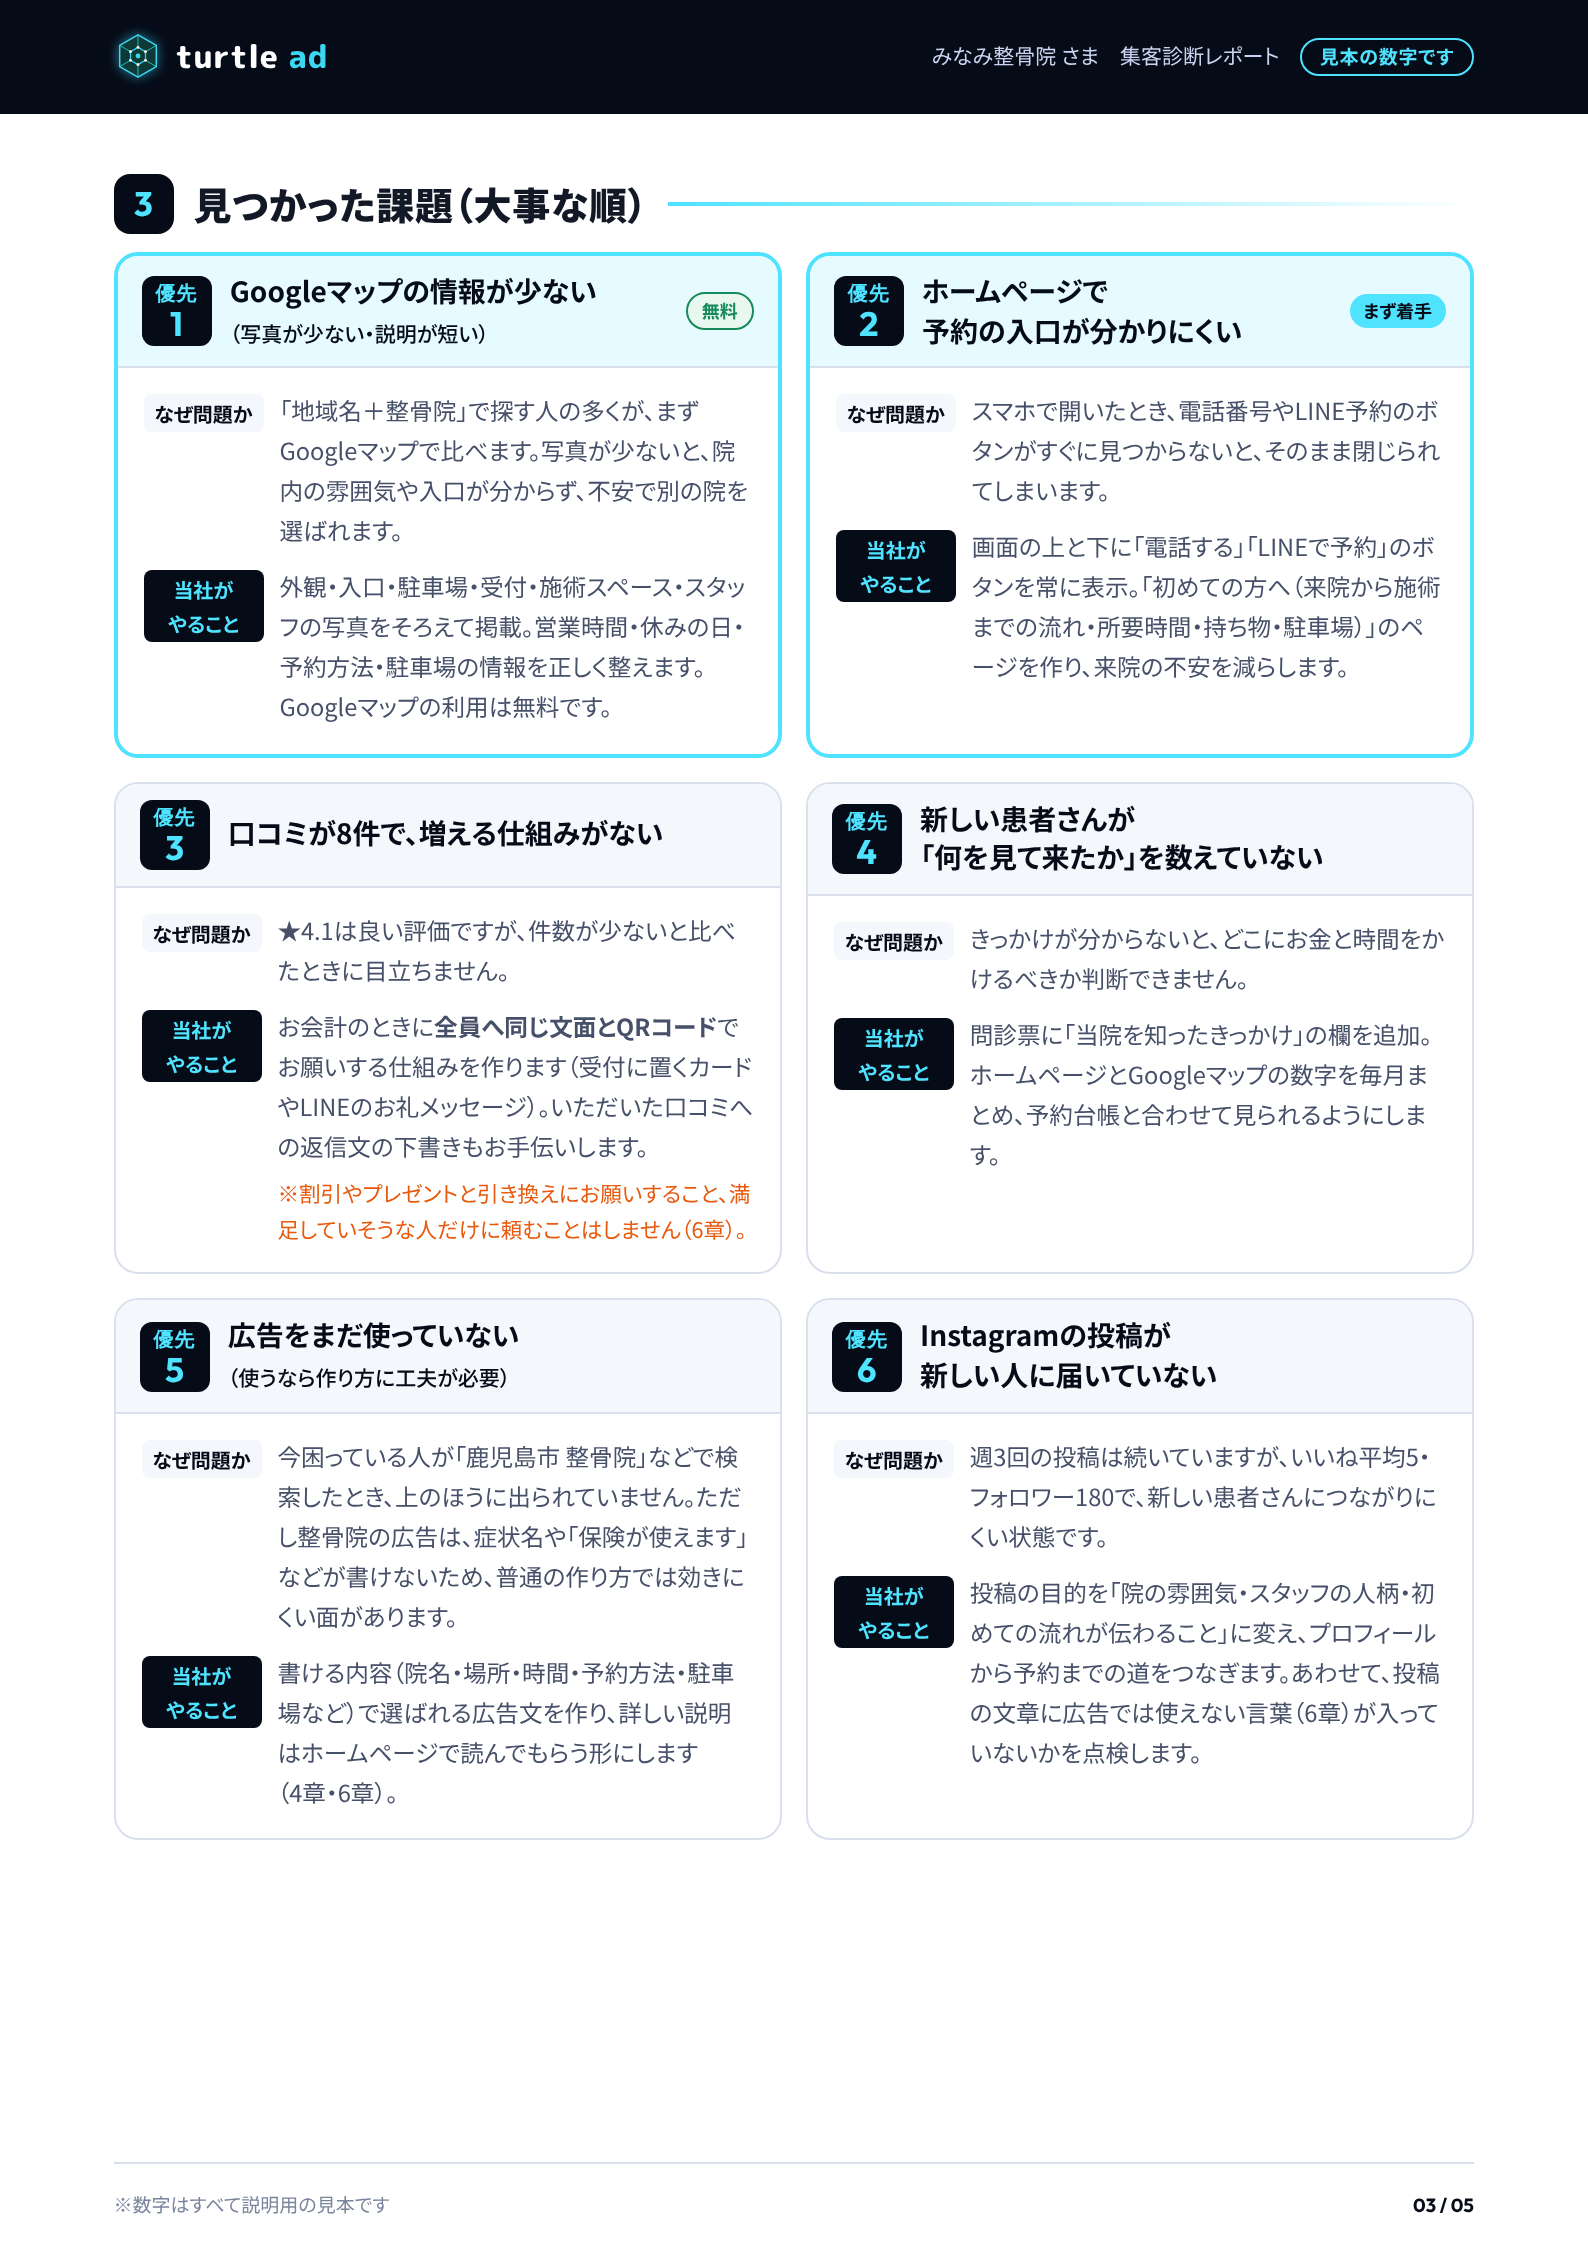 turtle ad
みなみ整骨院 さま 集客診断レポート 見本の数字です
3 見つかった課題（大事な順）
優先
1
Googleマップの情報が少ない
（写真が少ない・説明が短い）
無料
なぜ問題か
「地域名＋整骨院」で探す人の多くが、まず
Googleマップで比べます。写真が少ないと、院
内の雰囲気や入口が分からず、不安で別の院を
選ばれます。
当社が
やること
外観・入口・駐車場・受付・施術スペース・スタッ
フの写真をそろえて掲載。営業時間・休みの日・
予約方法・駐車場の情報を正しく整えます。
Googleマップの利用は無料です。
優先
2
ホームページで
予約の入口が分かりにくい
まず着手
なぜ問題か
スマホで開いたとき、電話番号やLINE予約のボ
タンがすぐに見つからないと、そのまま閉じられ
てしまいます。
当社が
やること
画面の上と下に「電話する」「LINEで予約」のボ
タンを常に表示。「初めての方へ（来院から施術
までの流れ・所要時間・持ち物・駐車場）」のペ
ージを作り、来院の不安を減らします。
優先
3
口コミが8件で、増える仕組みがない
なぜ問題か
★4.1は良い評価ですが、件数が少ないと比べ
たときに目立ちません。
当社が
やること
お会計のときに全員へ同じ文面とQRコードで
お願いする仕組みを作ります（受付に置くカード
やLINEのお礼メッセージ）。いただいた口コミへ
の返信文の下書きもお手伝いします。
※割引やプレゼントと引き換えにお願いすること、満
足していそうな人だけに頼むことはしません（6章）。
優先
4
新しい患者さんが
「何を見て来たか」を数えていない
なぜ問題か
きっかけが分からないと、どこにお金と時間をか
けるべきか判断できません。
当社が
やること
問診票に「当院を知ったきっかけ」の欄を追加。
ホームページとGoogleマップの数字を毎月ま
とめ、予約台帳と合わせて見られるようにしま
す。
優先
5
広告をまだ使っていない
（使うなら作り方に工夫が必要）
なぜ問題か
今困っている人が「鹿児島市 整骨院」などで検
索したとき、上のほうに出られていません。ただ
し整骨院の広告は、症状名や「保険が使えます」
などが書けないため、普通の作り方では効きに
くい面があります。
当社が
やること
書ける内容（院名・場所・時間・予約方法・駐車
場など）で選ばれる広告文を作り、詳しい説明
はホームページで読んでもらう形にします
（4章・6章）。
優先
6
Instagramの投稿が
新しい人に届いていない
なぜ問題か
週3回の投稿は続いていますが、いいね平均5・
フォロワー180で、新しい患者さんにつながりに
くい状態です。
当社が
やること
投稿の目的を「院の雰囲気・スタッフの人柄・初
めての流れが伝わること」に変え、プロフィール
から予約までの道をつなぎます。あわせて、投稿
の文章に広告では使えない言葉（6章）が入って
いないかを点検します。
※数字はすべて説明用の見本です
03 / 05